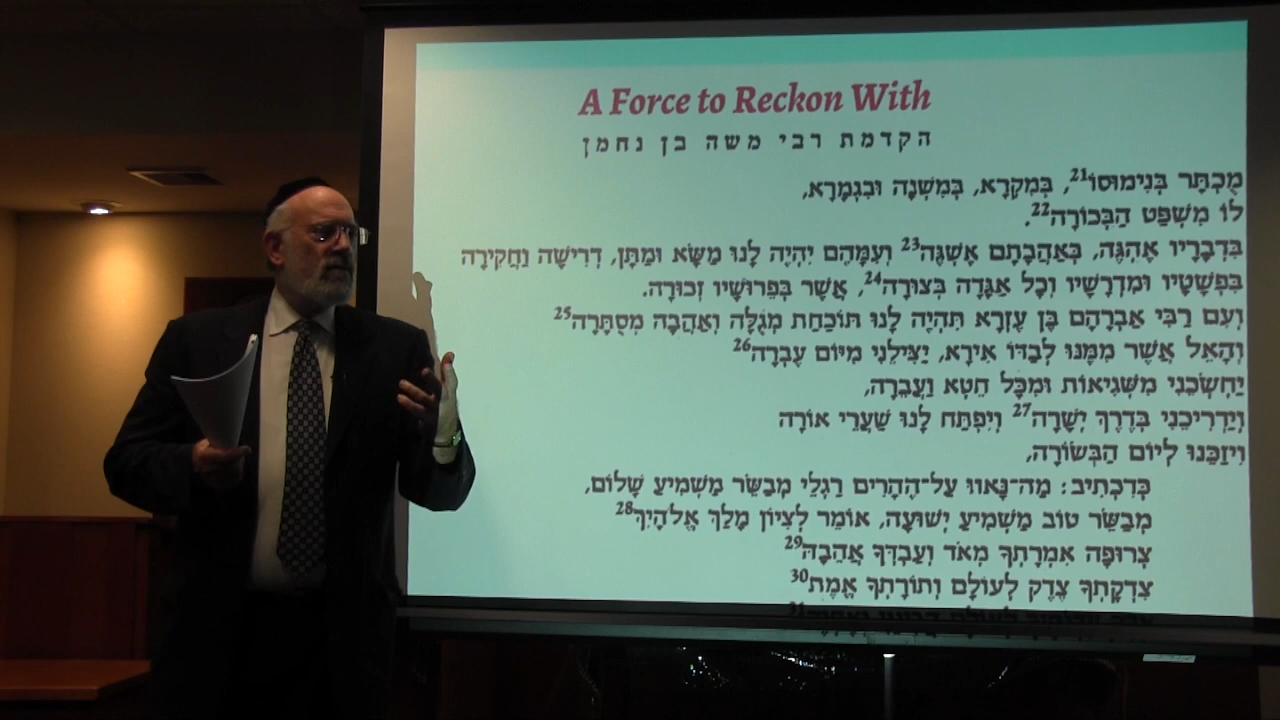 A Force to Reckon With
הקדמת רבי משה בן נחמן
מֻכְתָּר בְּנִימוּסוֹ21, בְּמִקְרָא, בְּמִשְׁנָה וּבִגְמָרָא,
לוֹ מִשְׁפַּט הַבְּכוֹרָה22.
בִּדְבָרָיו אֶהְגֶּה, בְּאַהֲבָתָם אֶשְׁגֶּה23 וְעִמָּהֶם יִהְיֶה לָנוּ מַשָּׂא וּמַתָּן, דְּרִישָׁה וַחֲקִירָה
בִּפְשָׁטָיו וּמִדְרָשָׁיו וְכָל אַגָּדָה בְּצוּרָה24, אֲשֶׁר בְּפֵרוּשָׁיו זְכוּרָה.
וְעִם רַבִּי אַבְרָהָם בֶּן עֶזְרָא תִּהְיֶה לָנוּ תּוֹכַחַת מְגֻלָּה וְאַהֲבָה מְסֻתָּרָה25
וְהָאֵל אֲשֶׁר מִמֶּנּוּ לְבַדּוֹ אִירָא, יַצִּילֵנִי מִיּוֹם עֶבְרָה26
יַחְשְׂכֵנִי מִשְּׁגִיאוֹת וּמִכָּל חֵטְא וַעֲבֵרָה,
וְיַדְרִיכֵנִי בְּדֶרֶךְ יְשָׁרָה27 וְיִפְתַּח לָנוּ שַׁעֲרֵי אוֹרָה
וִיזַכֵּנוּ לְיוֹם הַבְּשׂוֹרָה,
כְּדִכְתִיב: מַה־נָּאווּ עַל־הֶהָרִים רַגְלֵי מְבַשֵּׂר מַשְׁמִיעַ שָׁלוֹם,
מְבַשֵּׂר טוֹב מַשְׁמִיעַ יְשׁוּעָה, אוֹמֵר לְצִיּוֹן מָלַךְ אֱלֹהָיִךְ28
צְרוּפָה אִמְרָתְךָ מְאֹד וְעַבְדְּךָ אֲהֵבָהּ29
צִדְקָתְךָ צֶדֶק לְעוֹלָם וְתוֹרָתְךָ אֱמֶת30